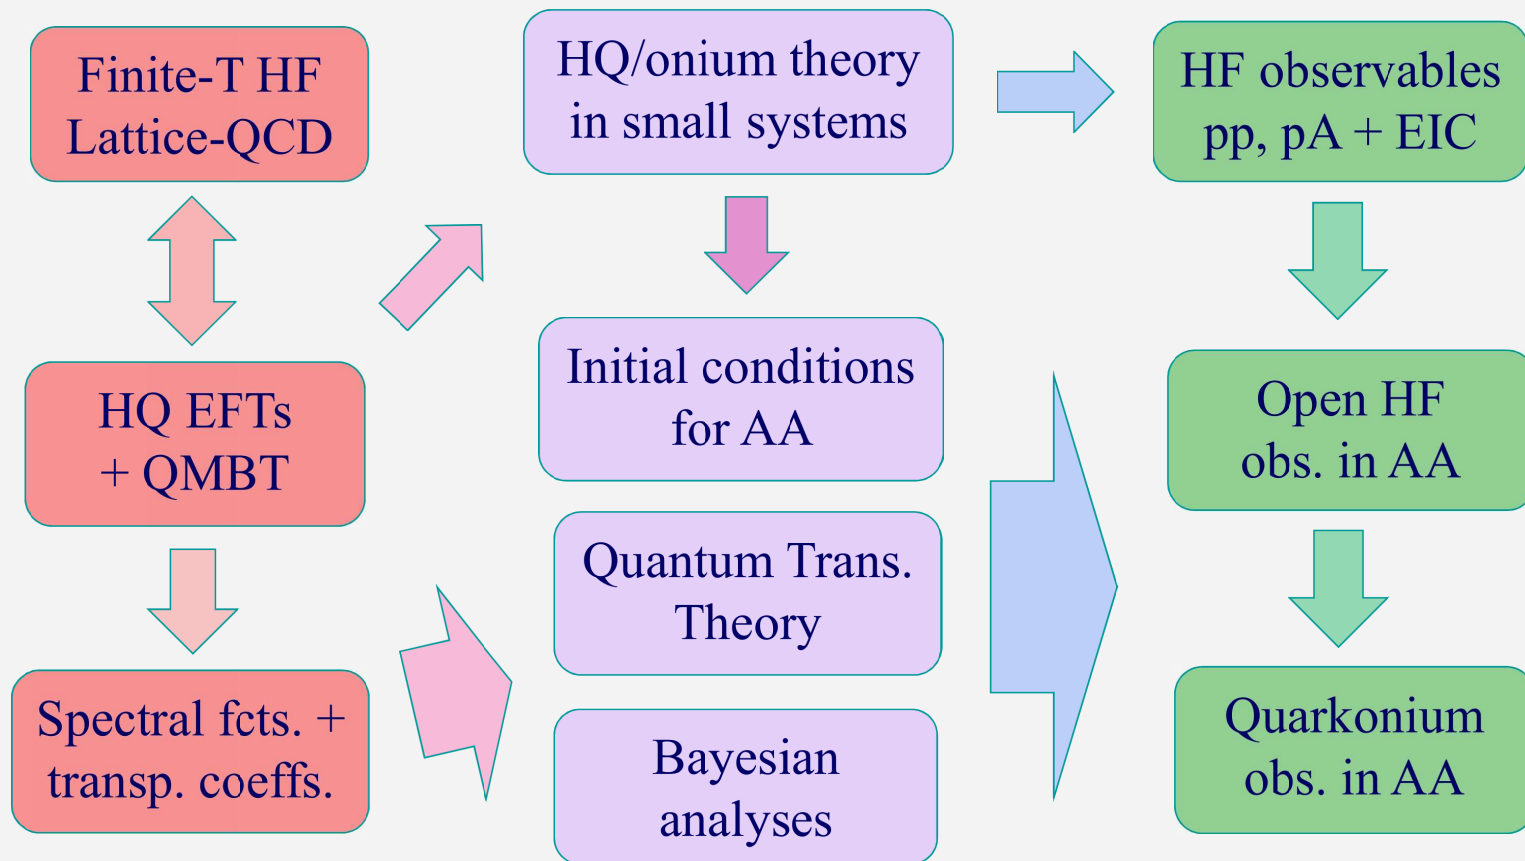 Finite-T HF
Lattice-QCD
HQ/onium theory
in small systems
HF observables
pp, pA + EIC
HQ EFTs
+ QMBT
Initial conditions
for AA
Open HF
obs. in AA
Quantum Trans.
Theory
Spectral fcts. +
transp. coeffs.
Bayesian
analyses
Quarkonium
obs. in AA